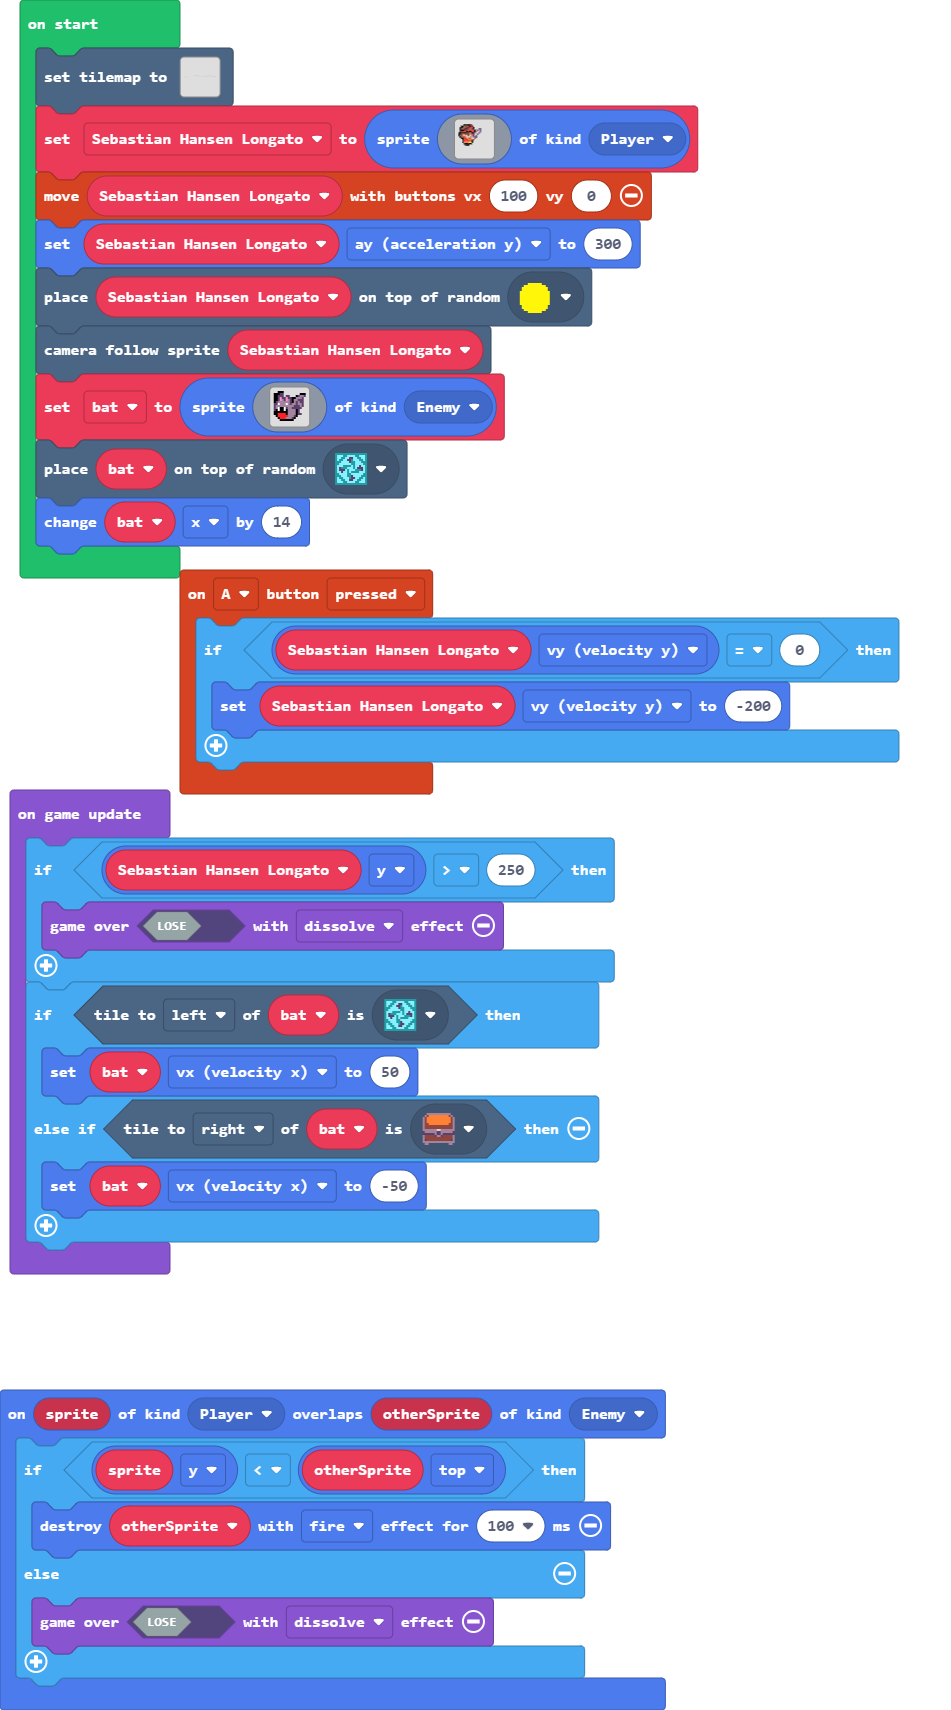 on start
set tilemap to
set Sebastian Hansen Longato to sprite of kind Player
move Sebastian Hansen Longato with buttons vx 100 vy 0
set Sebastian Hansen Longato ay (acceleration y) to 300
place Sebastian Hansen Longato on top of random
camera follow sprite Sebastian Hansen Longato
set bat to sprite of kind Enemy
place bat on top of random
change bat x by 14
on A button pressed
if Sebastian Hansen Longato vy (velocity y) = 0 then
set Sebastian Hansen Longato vy (velocity y) to -200
on game update
if Sebastian Hansen Longato y > 250 then
game over LOSE with dissolve effect
if tile to left of bat is then
set bat vx (velocity x) to 50
else if tile to right of bat is then
set bat vx (velocity x) to -50
on sprite of kind Player overlaps otherSprite of kind Enemy
if sprite y < otherSprite top then
destroy otherSprite with fire effect for 100 ms
else
game over LOSE with dissolve effect